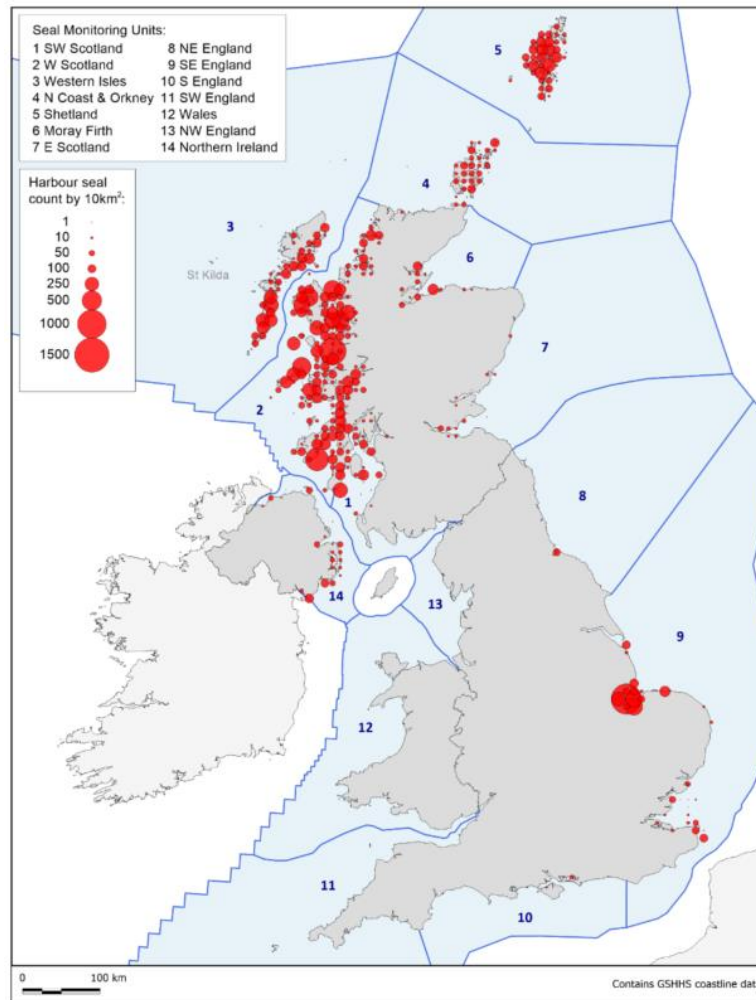 Seal Monitoring Units:
1 SW Scotland 8 NE England
2 W Scotland 9 SE England
3 Western Isles 10 S England
4 N Coast & Orkney 11 SW England
5 Shetland 12 Wales
6 Moray Firth 13 NW England
7 E Scotland 14 Northern Ireland
Harbour seal
count by 10km²:
1
10
50
100
250
500
1000
1500
5
4
3
6
St Kilda
7
2
8
1
14
13
9
12
11
10
0 100 km
Contains GSHHS coastline dat